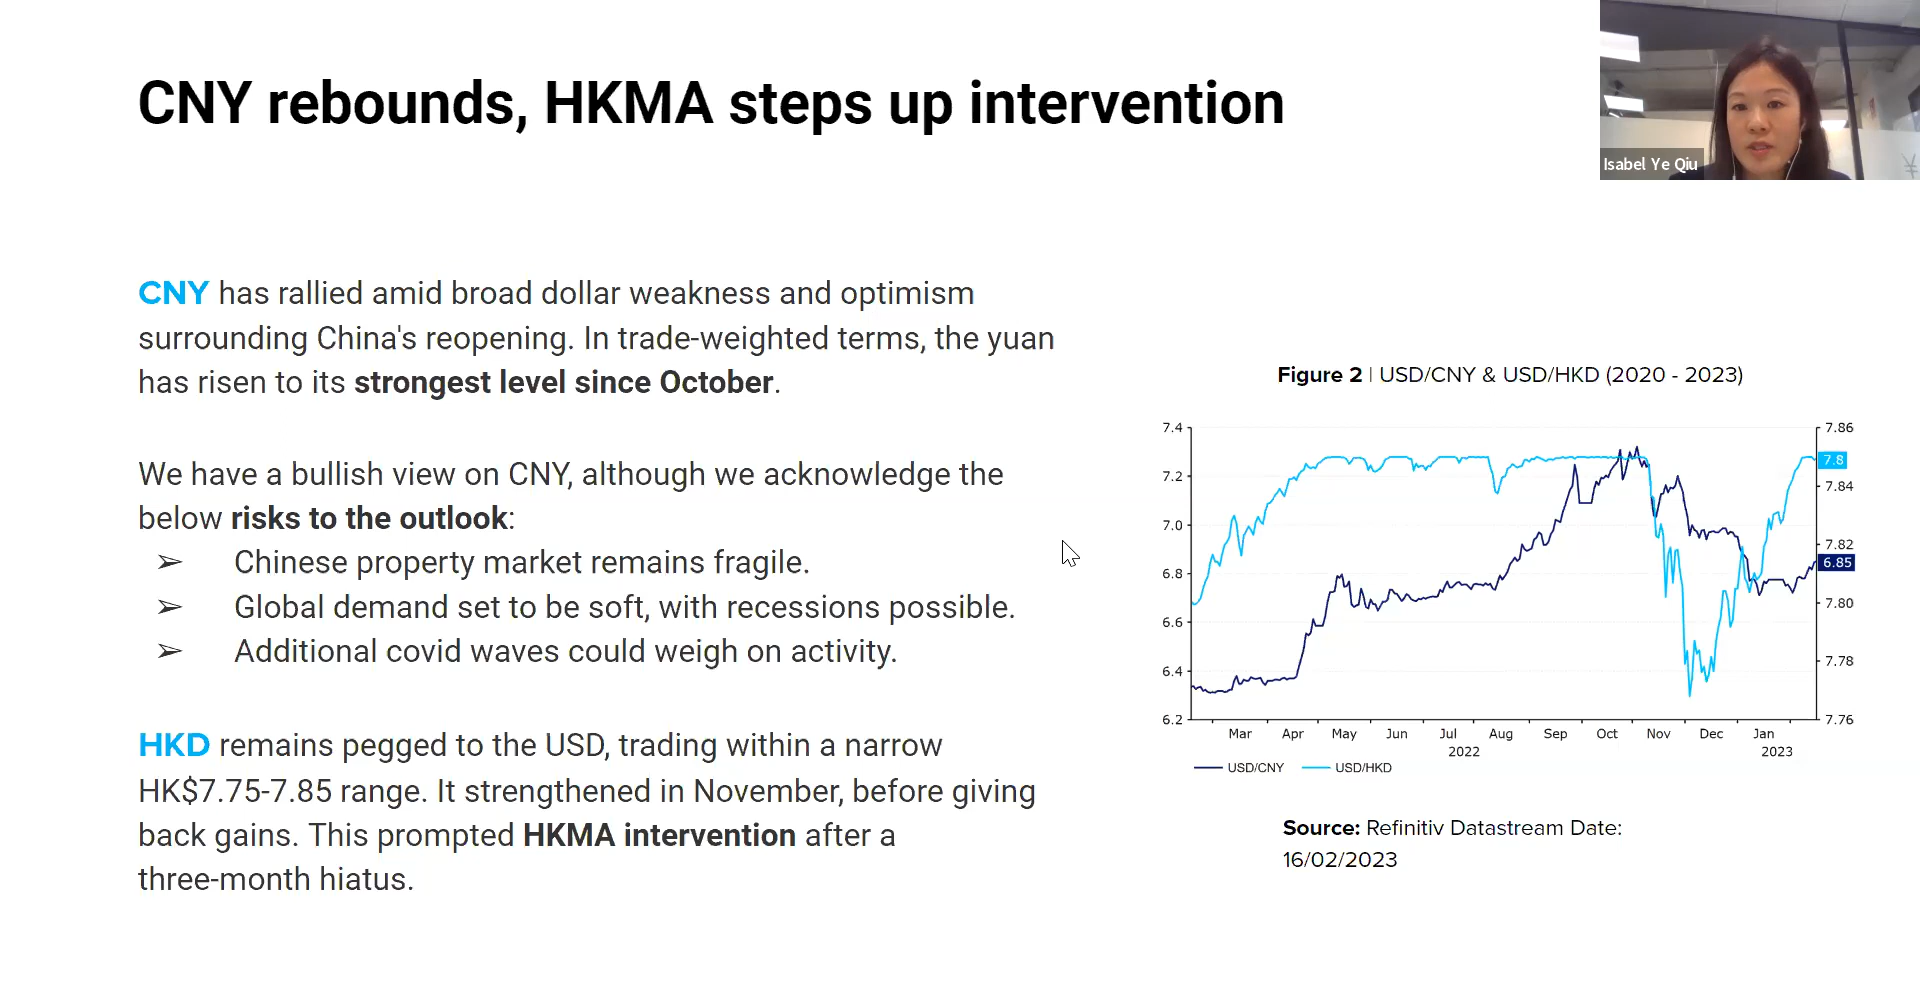 CNY rebounds, HKMA steps up intervention
Isabel Ye Qiu
¥
CNY has rallied amid broad dollar weakness and optimism
surrounding China's reopening. In trade-weighted terms, the yuan
has risen to its strongest level since October.
We have a bullish view on CNY, although we acknowledge the
below risks to the outlook:
➢ Chinese property market remains fragile.
➢ Global demand set to be soft, with recessions possible.
➢ Additional covid waves could weigh on activity.
HKD remains pegged to the USD, trading within a narrow
HK$7.75-7.85 range. It strengthened in November, before giving
back gains. This prompted HKMA intervention after a
three-month hiatus.
Figure 2 | USD/CNY & USD/HKD (2020 - 2023)
7.4
7.2
7.0
6.8
6.6
6.4
6.2
7.86
7.8
7.84
7.82
6.85
7.80
7.78
7.76
Mar Apr May Jun Jul Aug Sep Oct Nov Dec Jan
2022 2023
USD/CNY USD/HKD
Source: Refinitiv Datastream Date:
16/02/2023